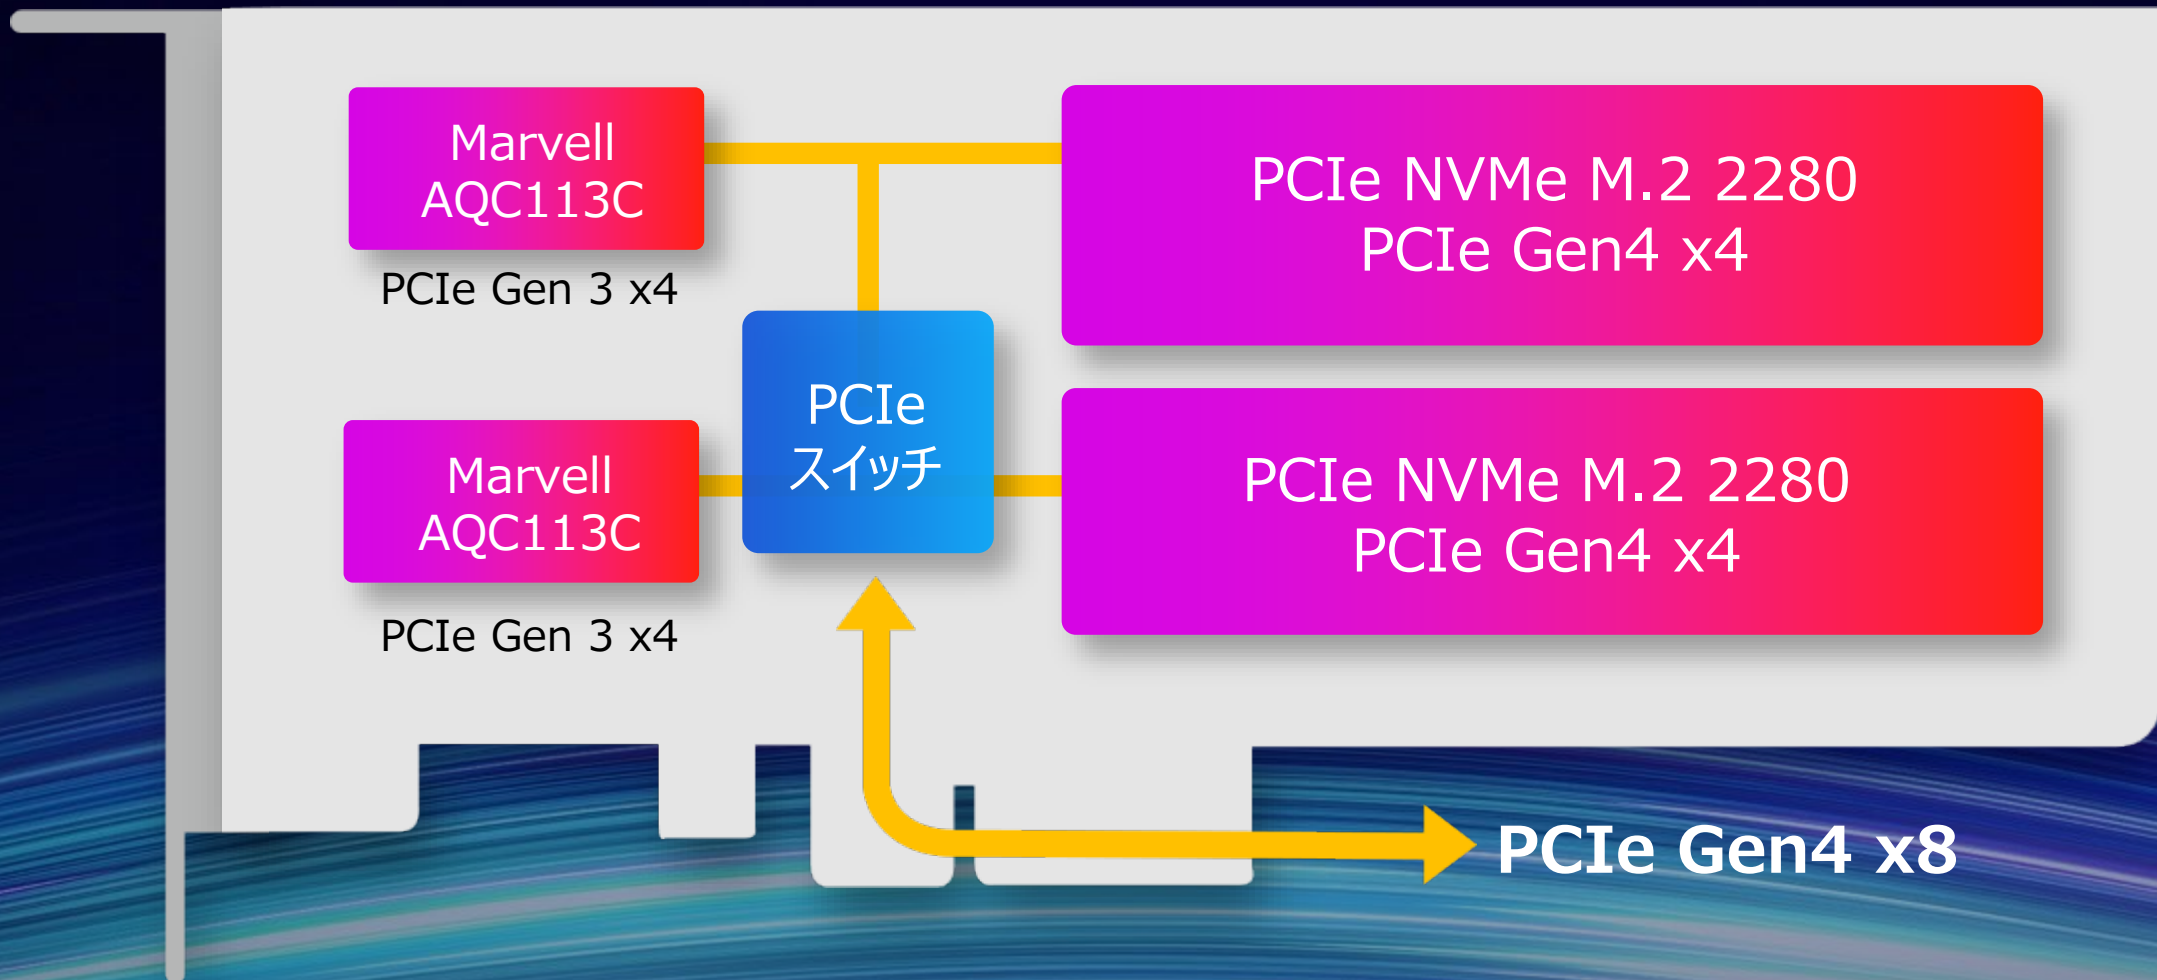 Marvell
AQC113C
PCIe Gen 3 x4
PCIe NVMe M.2 2280
PCIe Gen4 x4
PCIe
スイッチ
Marvell
AQC113C
PCIe Gen 3 x4
PCIe NVMe M.2 2280
PCIe Gen4 x4
PCIe Gen4 x8